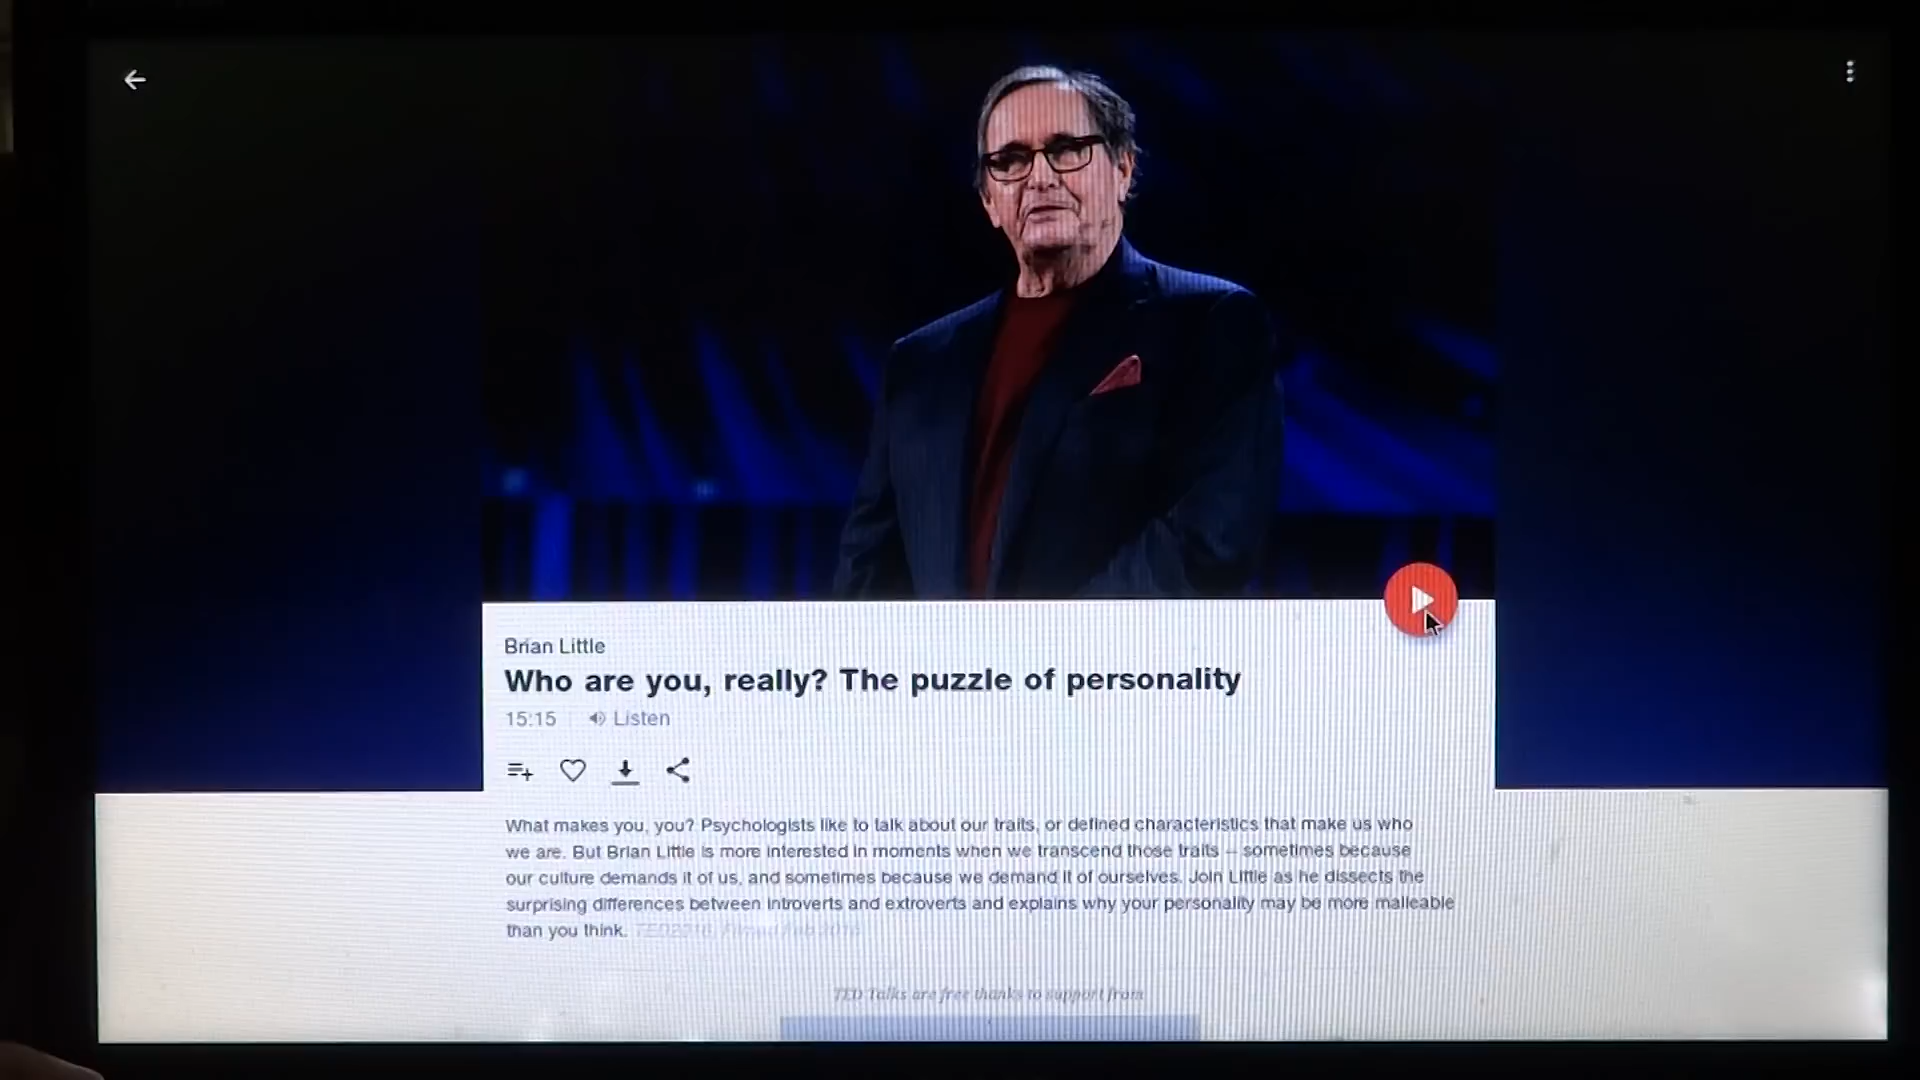 Brian Little
Who are you, really? The puzzle of personality
15:15 Listen
What makes you, you? Psychologists like to talk about our traits, or defined characteristics that make us who
we are. But Brian Little is more interested in moments when we transcend those traits — sometimes because
our culture demands it of us, and sometimes because we demand it of ourselves. Join Little as he dissects the
surprising differences between introverts and extroverts and explains why your personality may be more malleable
than you think. TED2016, Filmed Feb 2016
TED Talks are free thanks to support from